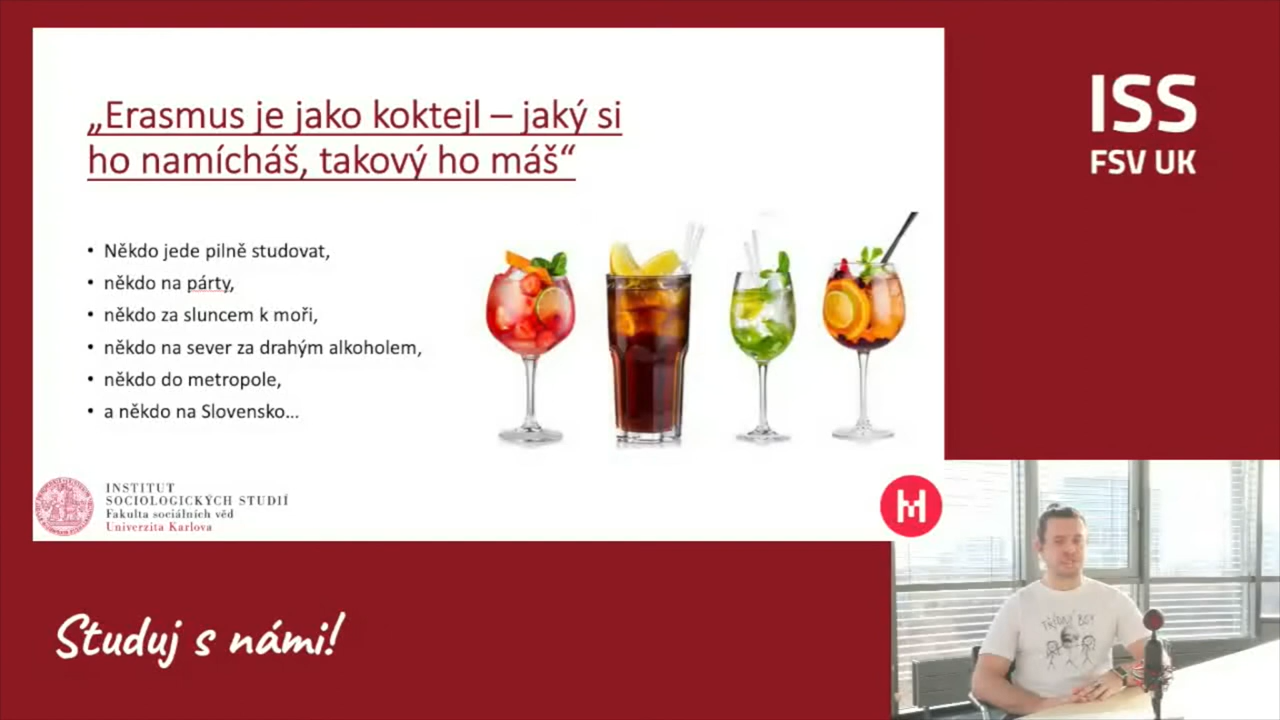 „Erasmus je jako koktejl – jaký si
ho namícháš, takový ho máš“
• Někdo jede pilně studovat,
• někdo na párty,
• někdo za sluncem k moři,
• někdo na sever za drahým alkoholem,
• někdo do metropole,
• a někdo na Slovensko...
INSTITUT
SOCIOLOGICKÝCH STUDIÍ
Fakulta sociálních věd
Univerzita Karlova
ISS
FSV UK
M
Studuj s námi!
BOY